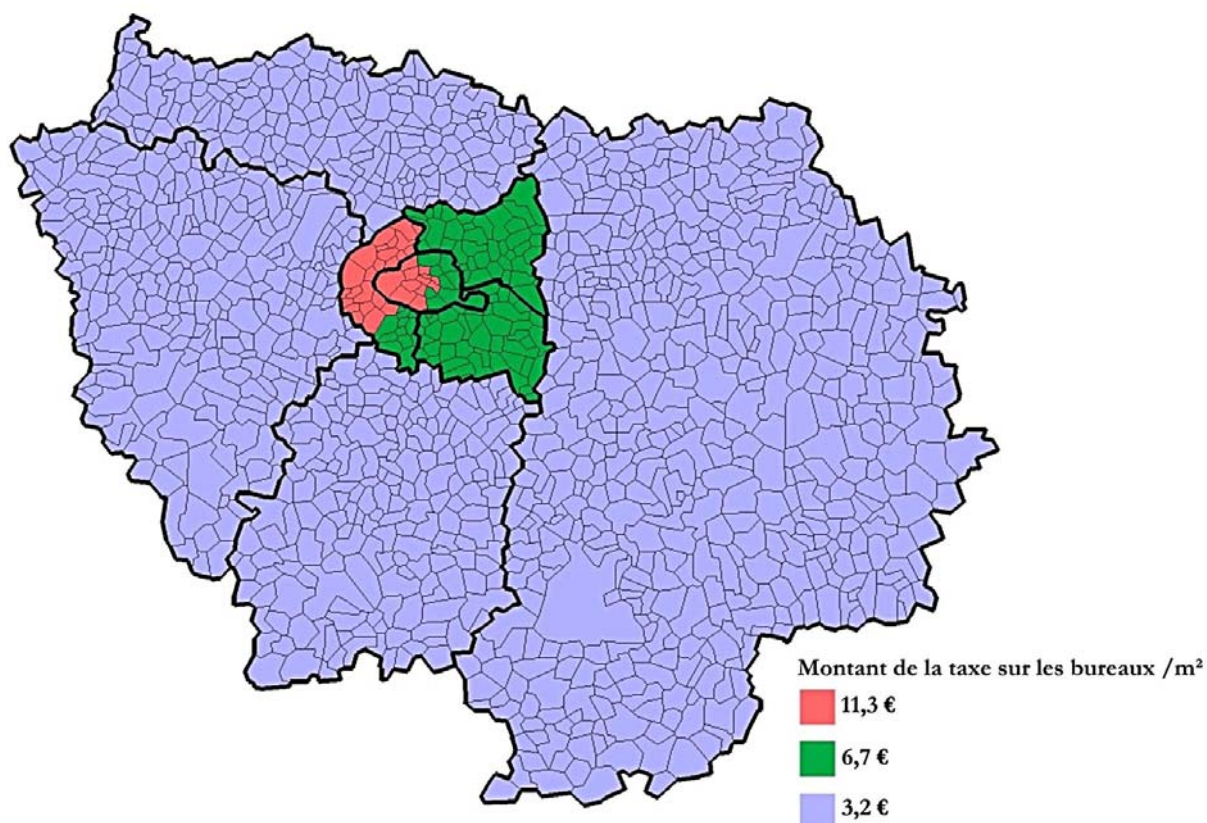 Montant de la taxe sur les bureaux /m²
11,3 €
6,7 €
3,2 €